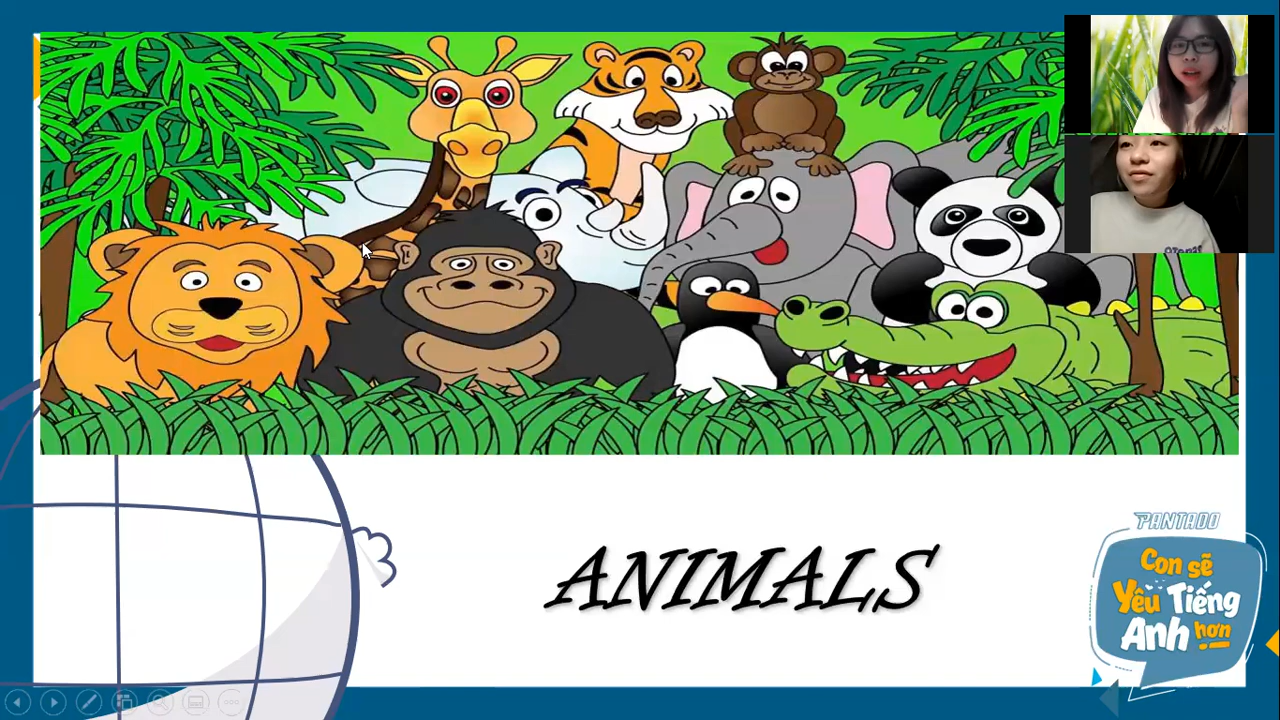 ANIMALS
PANTADO
Con sẽ
Yêu Tiếng
Anh hơn